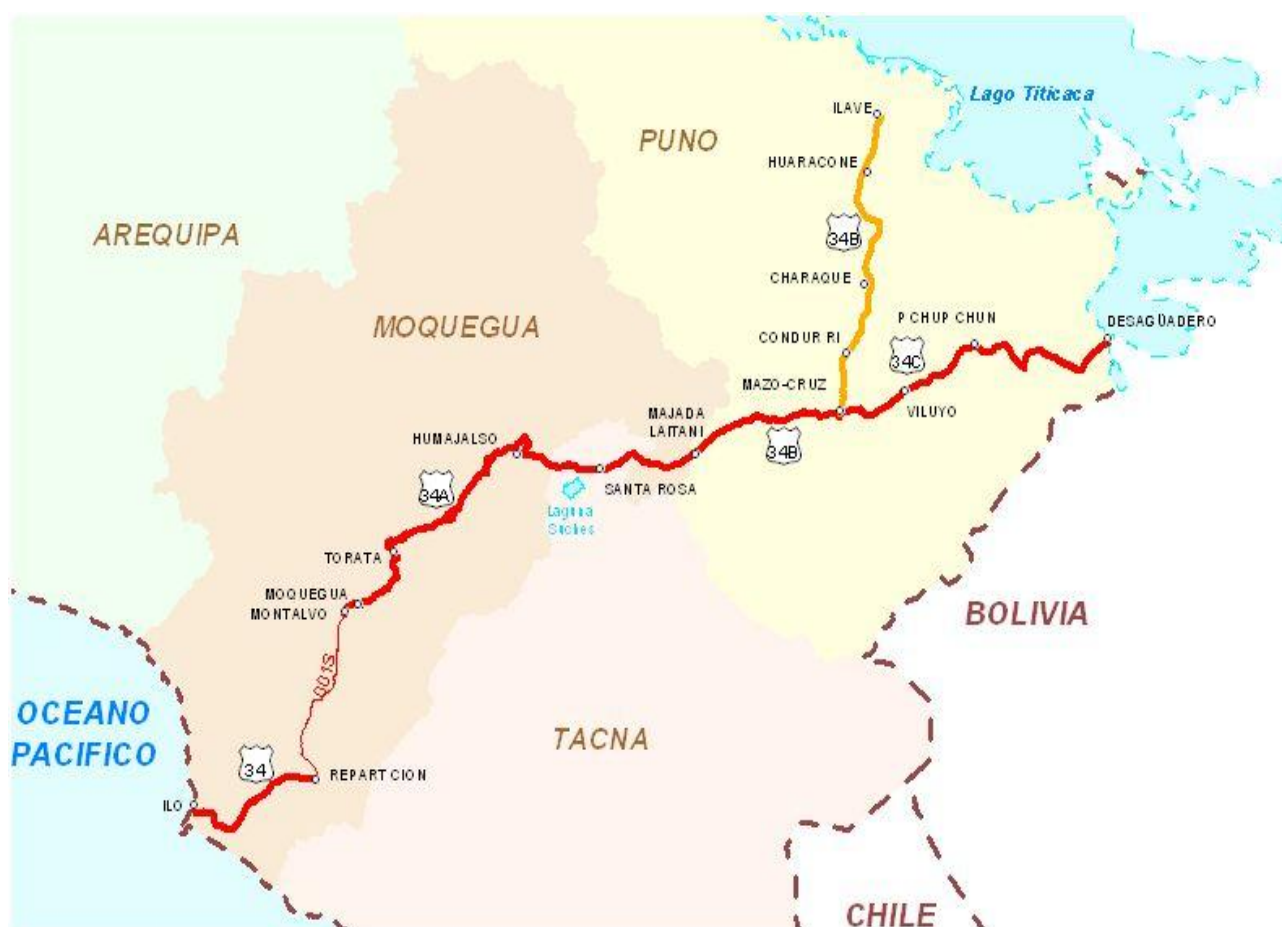 Lago Titicaca
ILAVE
PUNO
HUARACONE
AREQUIPA
34B
CHARAQUE
MOQUEGUA
P CHUP CHUN
DESAGÜADERO
CONDUR RI
34C
MAZO-CRUZ
VILUYO
MAJADA
LAITANI
HUMAJALSO
34B
SANTA ROSA
34A
Laguna
Suches
TORATA
MOQUEGUA
MONTALVO
BOLIVIA
001S
OCEANO
PACIFICO
TACNA
34
REPART CION
ILO
CHILE